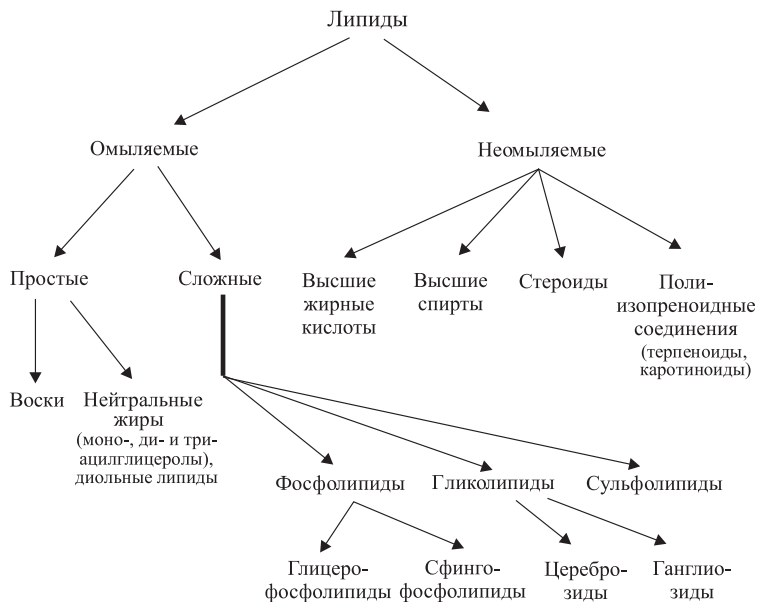 Липиды
Омыляемые
Неомыляемые
Простые
Сложные
Высшие
жирные
кислоты
Высшие
спирты
Стероиды
Поли-
изопреноидные
соединения
(терпеноиды,
каротиноиды)
Воски
Нейтральные
жиры
(моно-, ди- и три-
ацилглицеролы),
диольные липиды
Фосфолипиды
Гликолипиды
Сульфолипиды
Глицеро-
фосфолипиды
Сфинго-
фосфолипиды
Церебро-
зиды
Ганглио-
зиды